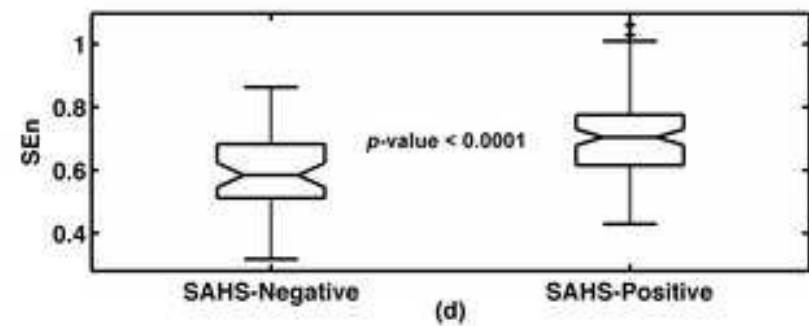 1
0.8
SEn
p-value < 0.0001
0.6
0.4
SAHS-Negative
SAHS-Positive
(d)